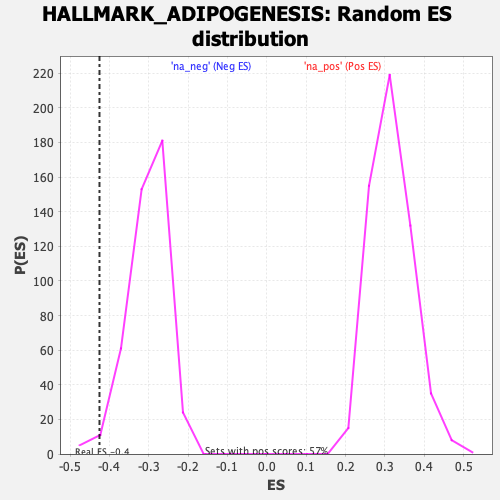 HALLMARK_ADIPOGENESIS: Random ES
distribution
'na_neg' (Neg ES) 'na_pos' (Pos ES)
220
200
180
160
140
120
100
80
60
40
20
0
P(ES)
Real ES -0.4
Sets with pos scores: 57%
-0.5 -0.4 -0.3 -0.2 -0.1 0.0 0.1 0.2 0.3 0.4 0.5
ES